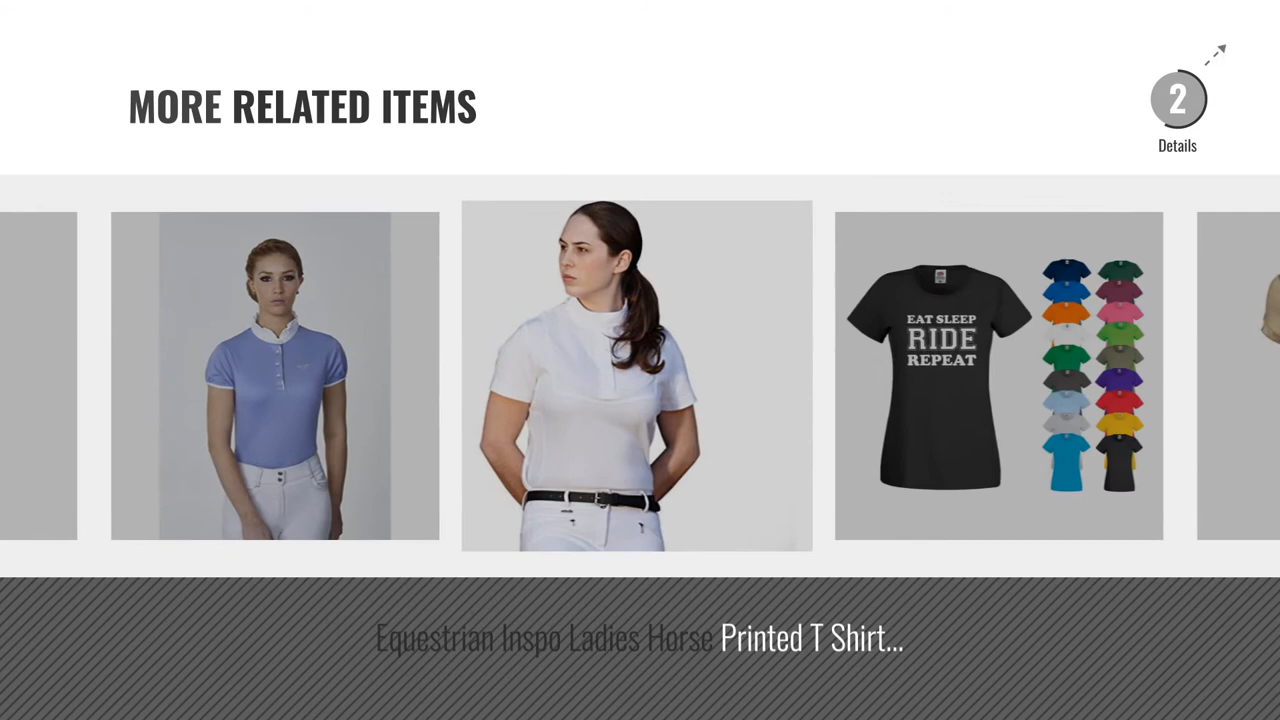 MORE RELATED ITEMS
2
Details
EAT SLEEP
RIDE
REPEAT
Equestrian Inspo Ladies Horse Printed T Shirt...